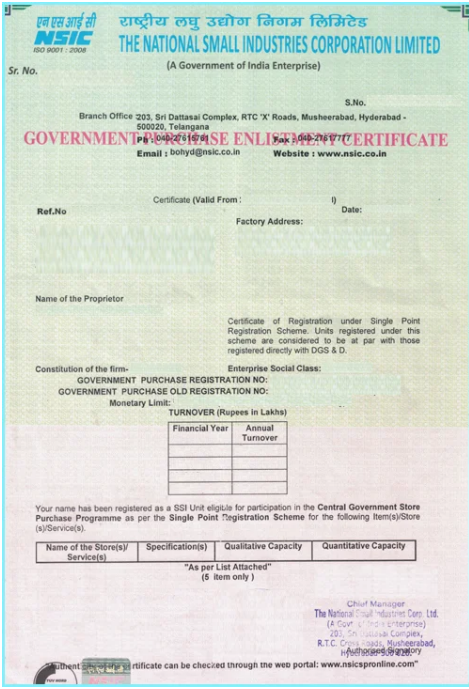 एन एस आई सी
NSIC
ISO 9001 : 2008
राष्ट्रीय लघु उद्योग निगम लिमिटेड
THE NATIONAL SMALL INDUSTRIES CORPORATION LIMITED
(A Government of India Enterprise)
Sr. No.
S.No.
Branch Office 203, Sri Dattasai Complex, RTC 'X' Roads, Musheerabad, Hyderabad -
500020, Telangana
GOVERNMENT PURCHASE ENLISTMENT CERTIFICATE
Ph : 040-27615761 Fax : 040-27617777
Email : bohyd@nsic.co.in Website : www.nsic.co.in
Certificate (Valid From : l)
Ref.No Date:
Factory Address:
Name of the Proprietor
Certificate of Registration under Single Point
Registration Scheme. Units registered under this
scheme are considered to be at par with those
registered directly with DGS & D.
Constitution of the firm- Enterprise Social Class:
GOVERNMENT PURCHASE REGISTRATION NO:
GOVERNMENT PURCHASE OLD REGISTRATION NO:
Monetary Limit:
TURNOVER (Rupees in Lakhs)
Financial Year Annual Turnover
Your name has been registered as a SSI Unit eligible for participation in the Central Government Store
Purchase Programme as per the Single Point Registration Scheme for the following Item(s)/Store
(s)/Service(s).
Name of the Store(s)/ Service(s) Specification(s) Qualitative Capacity Quantitative Capacity
"As per List Attached"
(5 item only )
Chief Manager
The National Small Industries Corp. Ltd.
(A Govt of India Enterprise)
203, Sri Dattasai Complex,
R.T.C. Cross Roads, Musheerabad,
Authorised Signatory
certificate can be checked through the web portal: www.nsicspronline.com"